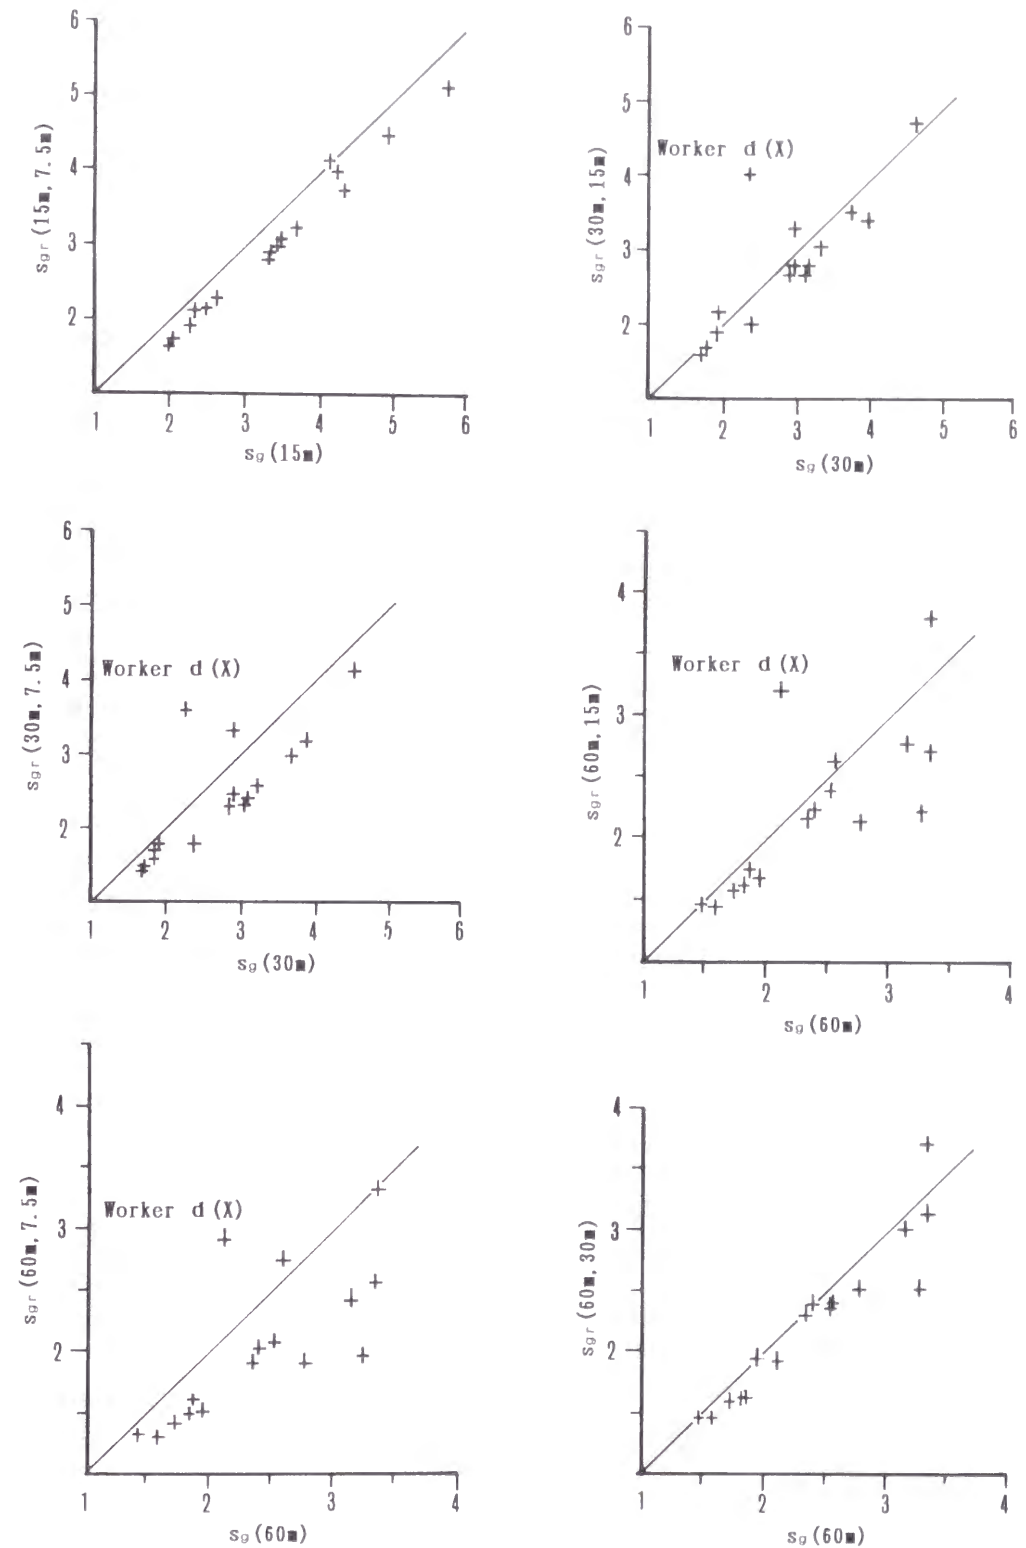 6
5
4
3
2
1 2 3 4 5 6
sgr (15m, 7.5m)
sg (15m)
6
5
4
3
2
1 2 3 4 5 6
sgr (30m, 15m)
Worker d (X)
sg (30m)
6
5
4
3
2
1 2 3 4 5 6
sgr (30m, 7.5m)
Worker d (X)
sg (30m)
4
3
2
1 2 3 4
sgr (60m, 15m)
Worker d (X)
sg (60m)
4
3
2
1 2 3 4
sgr (60m, 7.5m)
Worker d (X)
sg (60m)
4
3
2
1 2 3 4
sgr (60m, 30m)
sg (60m)